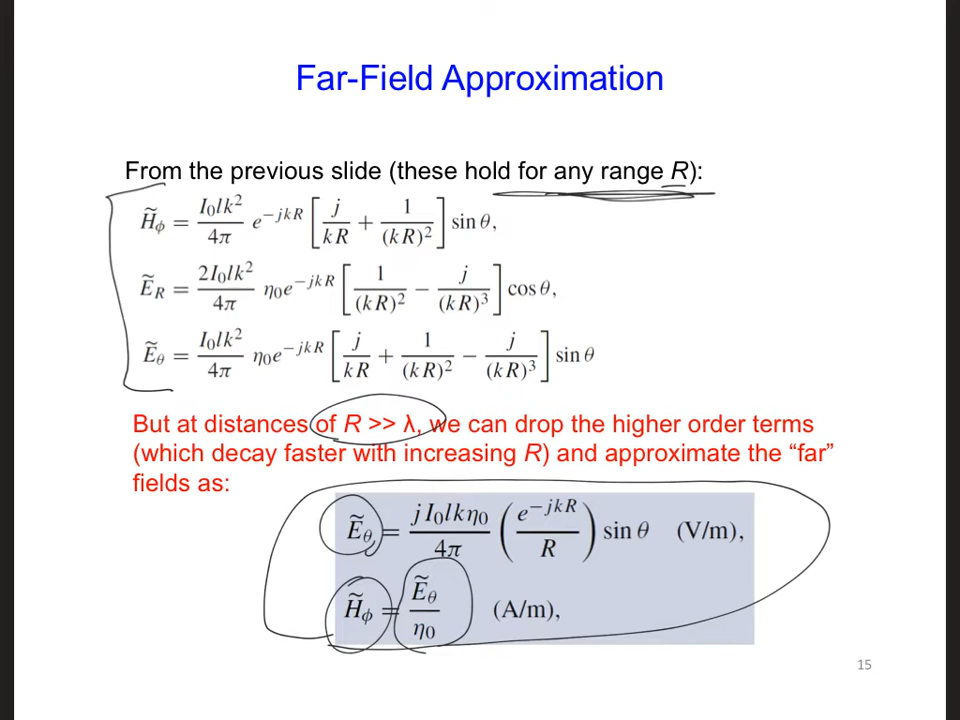 Far-Field Approximation
From the previous slide (these hold for any range R):
H̃_ϕ = I₀lk²/4π e^{−jkR} [ j/kR + 1/(kR)² ] sin θ,
Ẽ_R = 2I₀lk²/4π η₀e^{−jkR} [ 1/(kR)² − j/(kR)³ ] cos θ,
Ẽ_θ = I₀lk²/4π η₀e^{−jkR} [ j/kR + 1/(kR)² − j/(kR)³ ] sin θ
But at distances of R >> λ, we can drop the higher order terms
(which decay faster with increasing R) and approximate the “far”
fields as:
Ẽ_θ = jI₀lkη₀/4π ( e^{−jkR}/R ) sin θ (V/m),
H̃_ϕ = Ẽ_θ/η₀ (A/m),
15